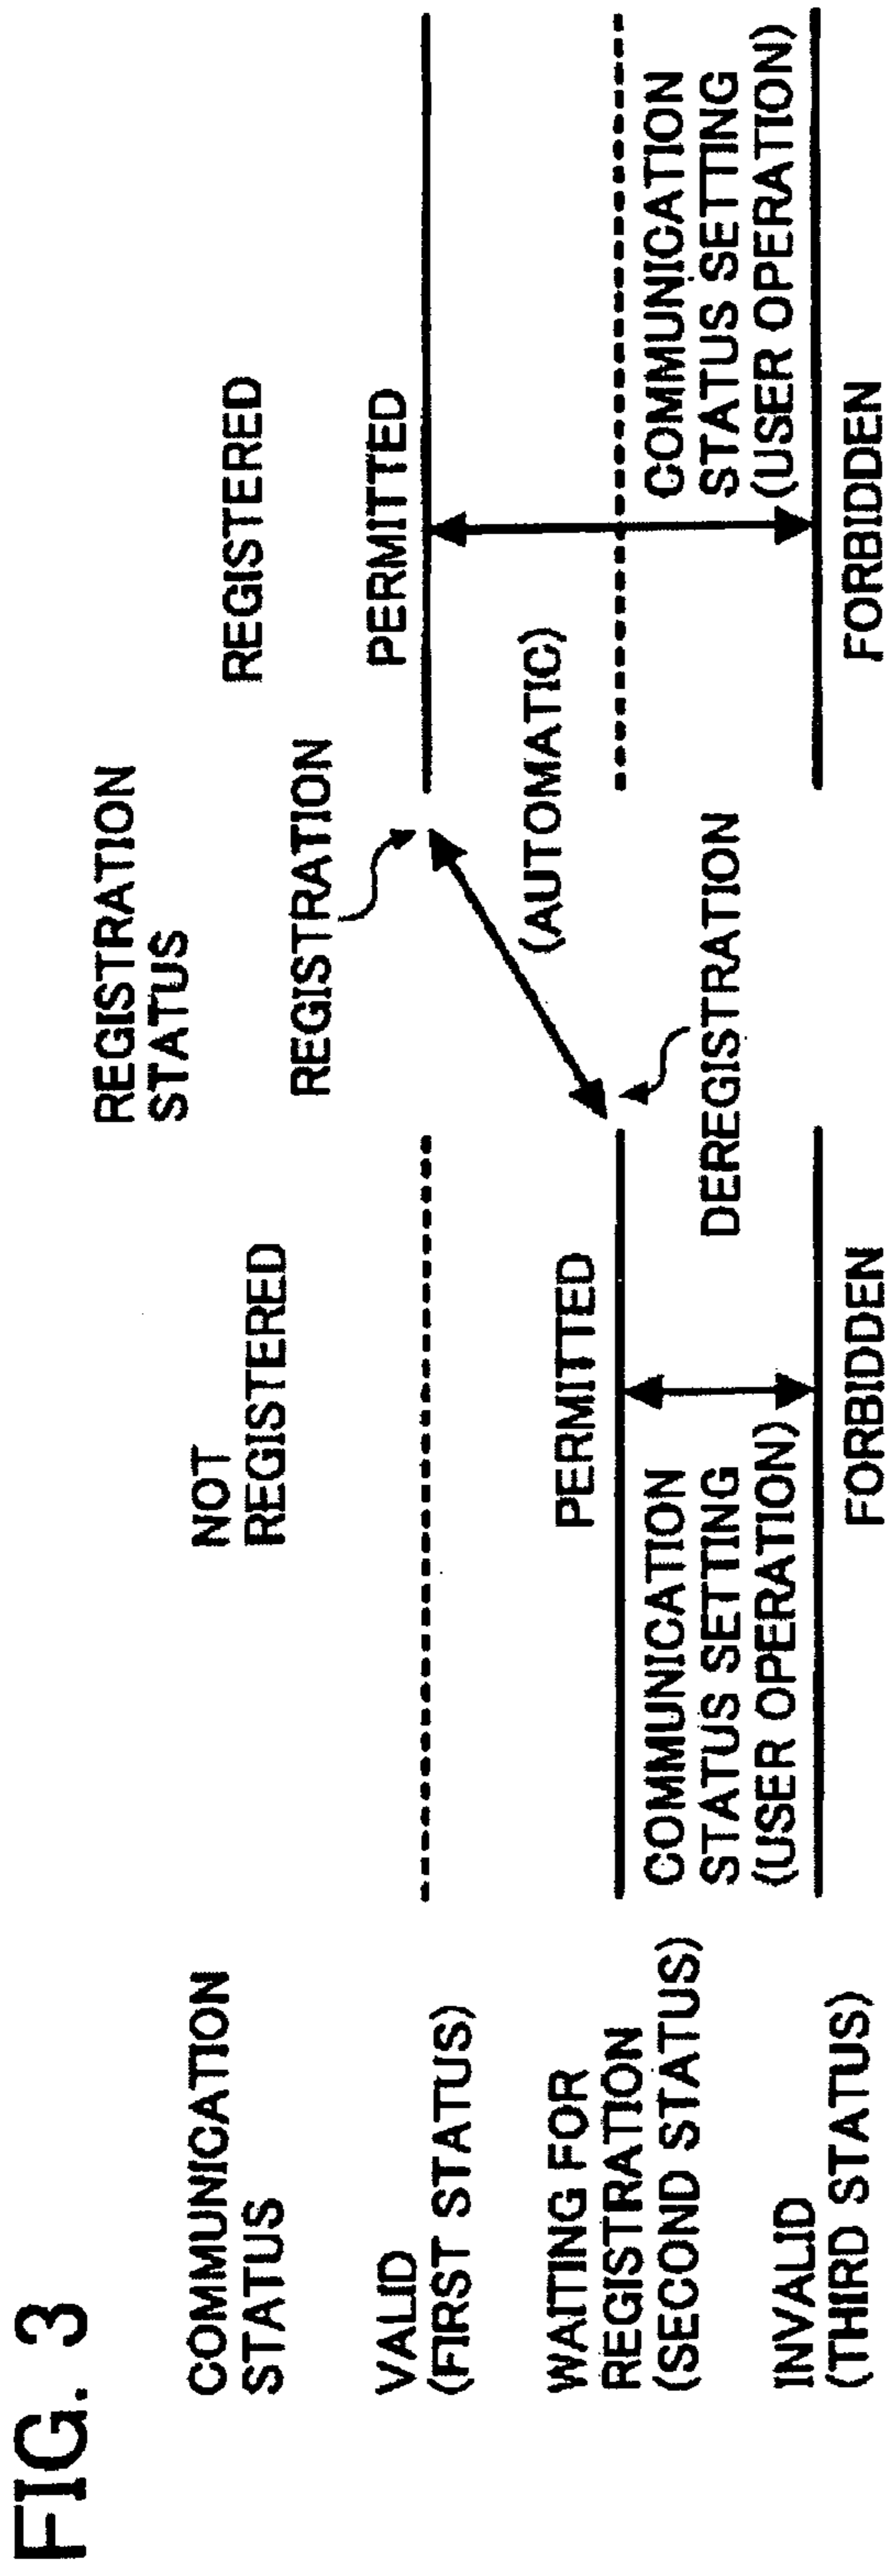 FIG. 3
REGISTRATION
STATUS
COMMUNICATION
STATUS
NOT
REGISTERED
REGISTERED
REGISTRATION
VALID
(FIRST STATUS)
PERMITTED
(AUTOMATIC)
WAITING FOR
REGISTRATION
(SECOND STATUS)
PERMITTED
COMMUNICATION
STATUS SETTING
(USER OPERATION)
DEREGISTRATION
COMMUNICATION
STATUS SETTING
(USER OPERATION)
INVALID
(THIRD STATUS)
FORBIDDEN
FORBIDDEN